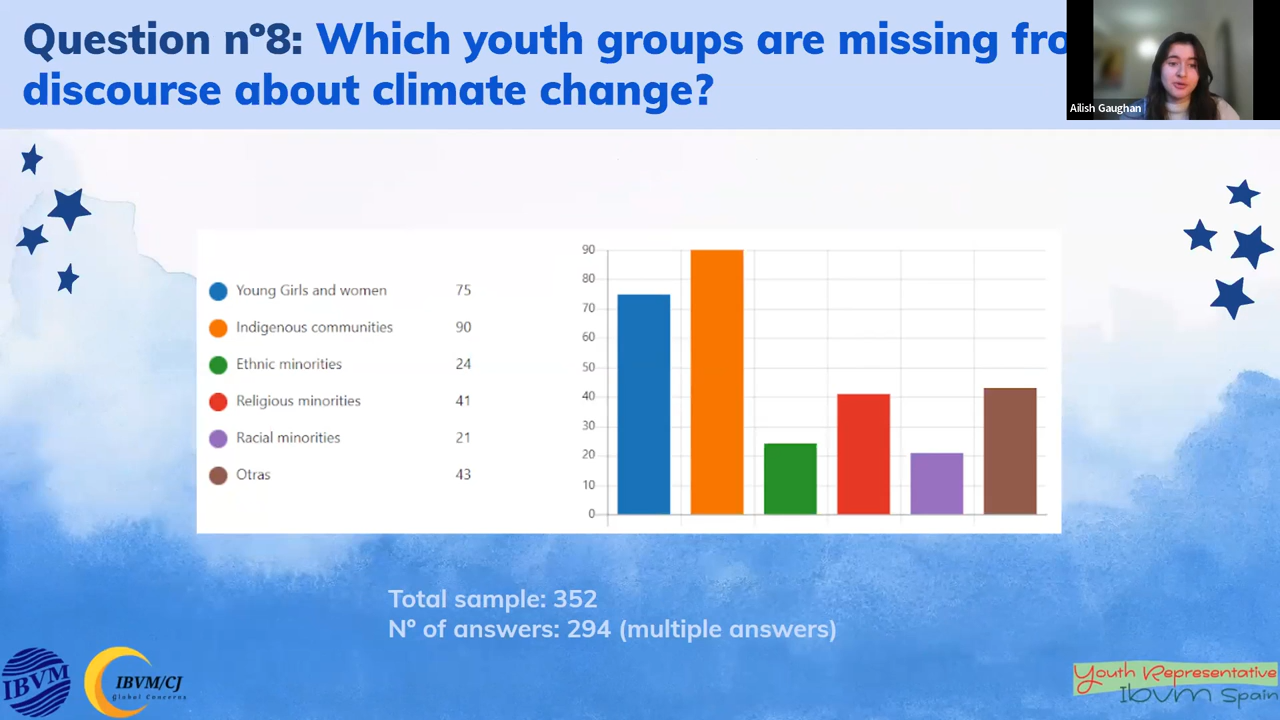 Question nº8: Which youth groups are missing fro
discourse about climate change?
Ailish Gaughan
Young Girls and women 75
Indigenous communities 90
Ethnic minorities 24
Religious minorities 41
Racial minorities 21
Otras 43
90
80
70
60
50
40
30
20
10
0
Total sample: 352
Nº of answers: 294 (multiple answers)
IBVM
IBVM/CJ
Global Concerns
Youth Representative
Ibvm Spain